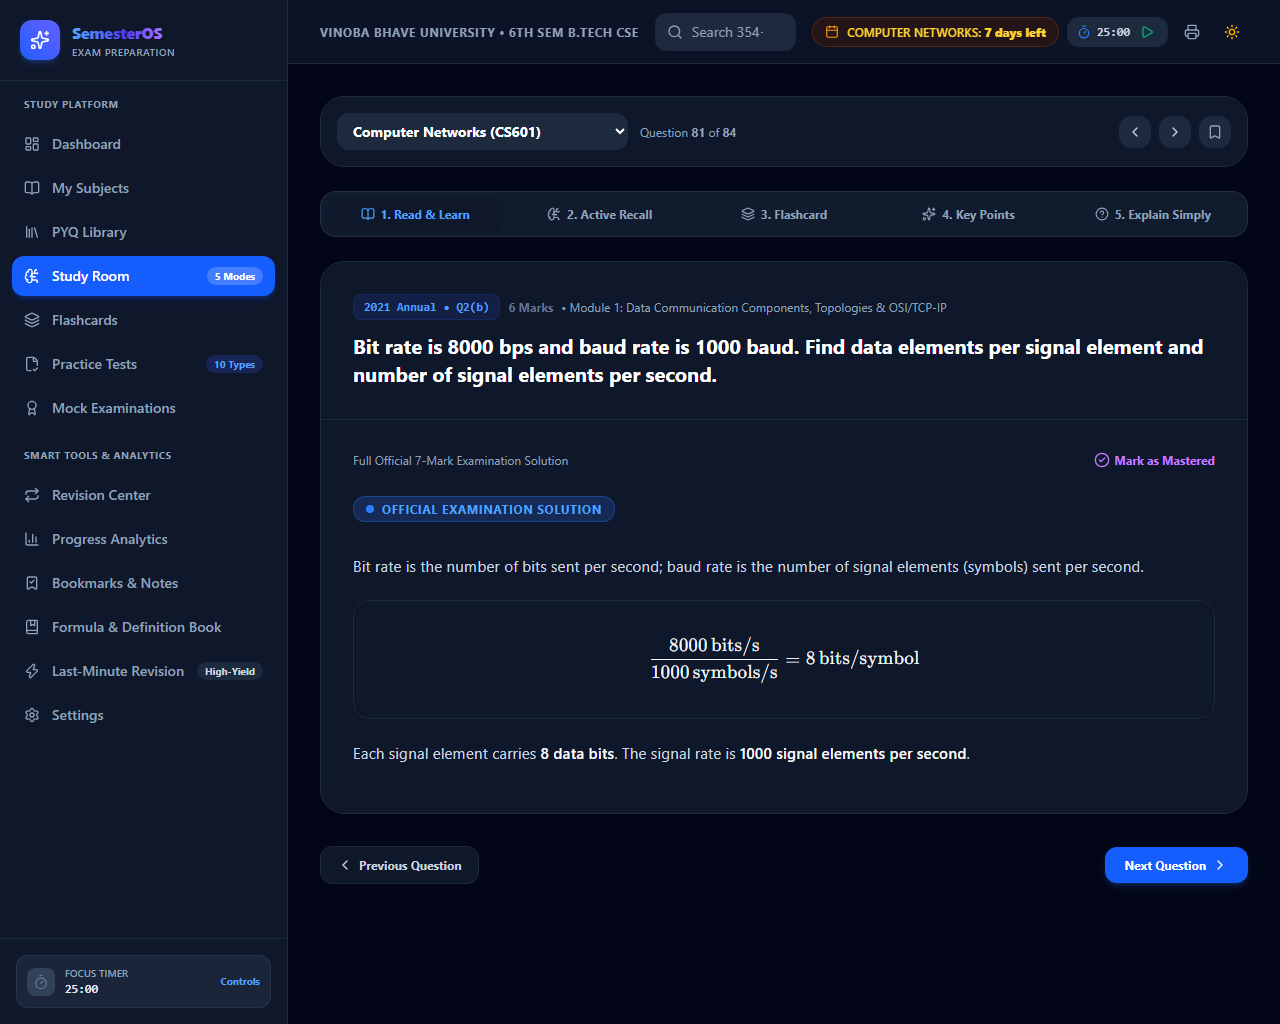 SemesterOS
EXAM PREPARATION
STUDY PLATFORM
Dashboard
My Subjects
PYQ Library
Study Room 5 Modes
Flashcards
Practice Tests 10 Types
Mock Examinations
SMART TOOLS & ANALYTICS
Revision Center
Progress Analytics
Bookmarks & Notes
Formula & Definition Book
Last-Minute Revision High-Yield
Settings
FOCUS TIMER
25:00
Controls
VINOBA BHAVE UNIVERSITY • 6TH SEM B.TECH CSE
Search 354-
COMPUTER NETWORKS: 7 days left
25:00
Computer Networks (CS601)
Question 81 of 84
1. Read & Learn
2. Active Recall
3. Flashcard
4. Key Points
5. Explain Simply
2021 Annual • Q2(b) 6 Marks • Module 1: Data Communication Components, Topologies & OSI/TCP-IP
Bit rate is 8000 bps and baud rate is 1000 baud. Find data elements per signal element and
number of signal elements per second.
Full Official 7-Mark Examination Solution
Mark as Mastered
OFFICIAL EXAMINATION SOLUTION
Bit rate is the number of bits sent per second; baud rate is the number of signal elements (symbols) sent per second.
8000 bits/s
1000 symbols/s
= 8 bits/symbol
Each signal element carries 8 data bits. The signal rate is 1000 signal elements per second.
Previous Question
Next Question